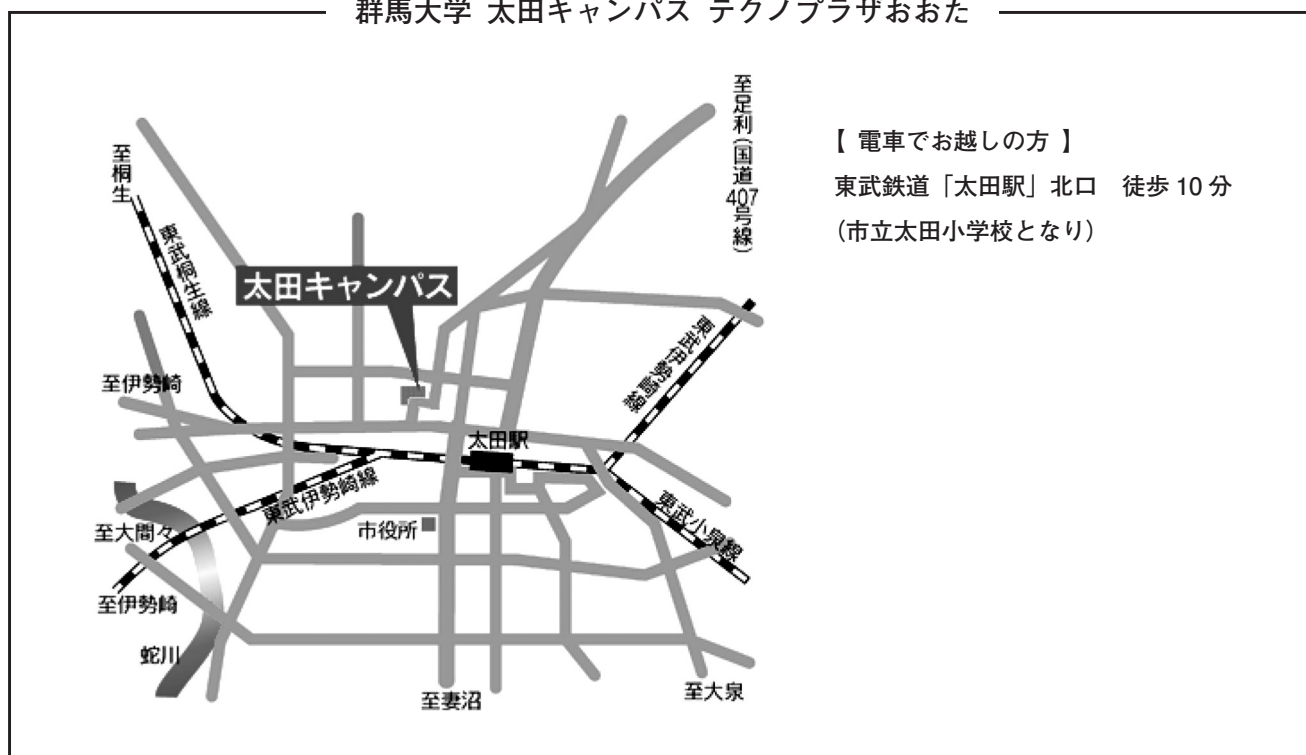 群馬大学 太田キャンパス テクノプラザおおた
至足利(国道407号線)
【 電車でお越しの方 】
東武鉄道「太田駅」北口　徒歩 10 分
(市立太田小学校となり)
至桐生
東武桐生線
太田キャンパス
東武伊勢崎線
至伊勢崎
太田駅
東武伊勢崎線
東武小泉線
市役所
至大間々
至伊勢崎
蛇川
至妻沼
至大泉